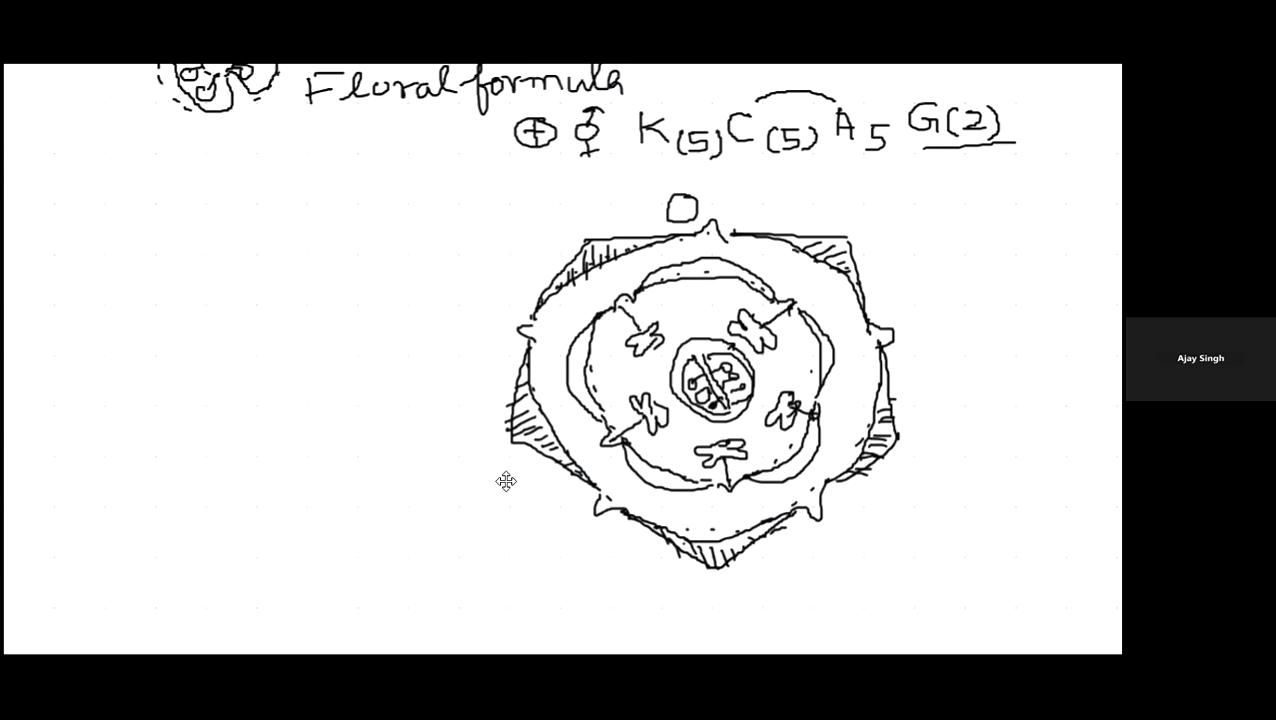 Floral formula
⊕ ⚥ K(5) C(5) A5 G(2)
Ajay Singh